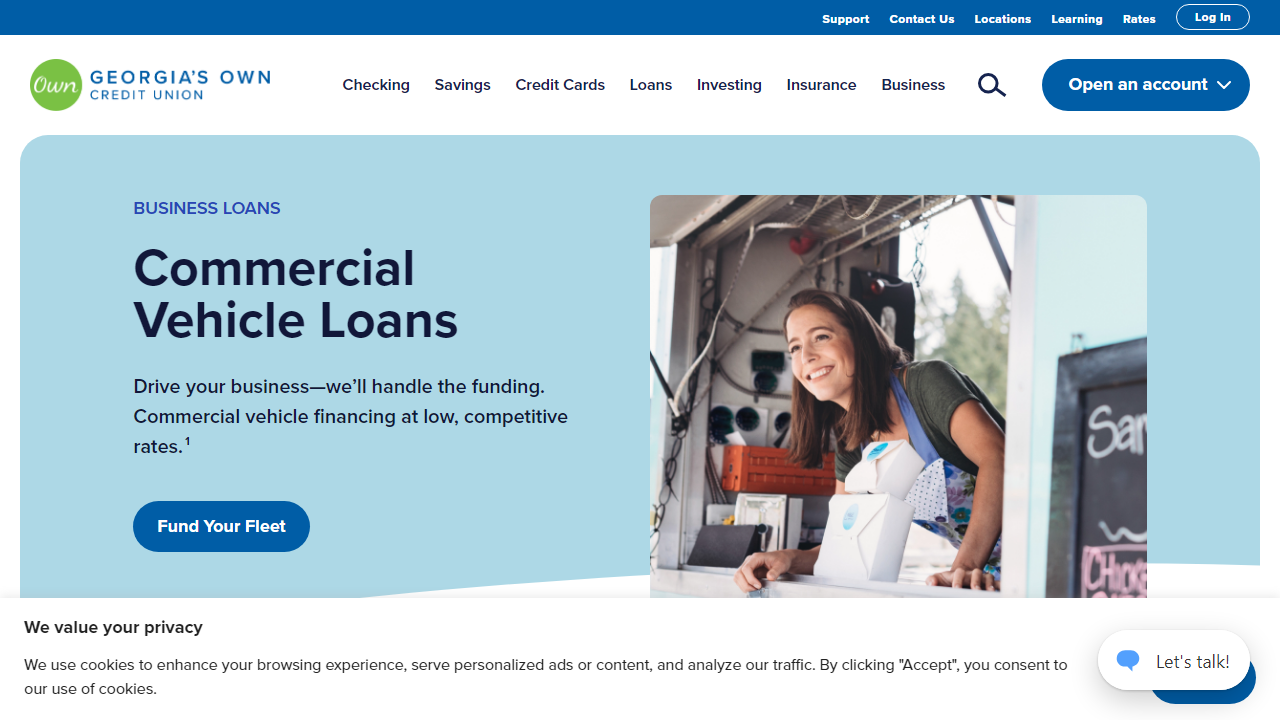 Support Contact Us Locations Learning Rates Log In
Own GEORGIA'S OWN
CREDIT UNION
Checking Savings Credit Cards Loans Investing Insurance Business Open an account
BUSINESS LOANS
Commercial
Vehicle Loans
Drive your business—we'll handle the funding.
Commercial vehicle financing at low, competitive
rates.¹
Fund Your Fleet
We value your privacy
We use cookies to enhance your browsing experience, serve personalized ads or content, and analyze our traffic. By clicking "Accept", you consent to
our use of cookies.
Let's talk!